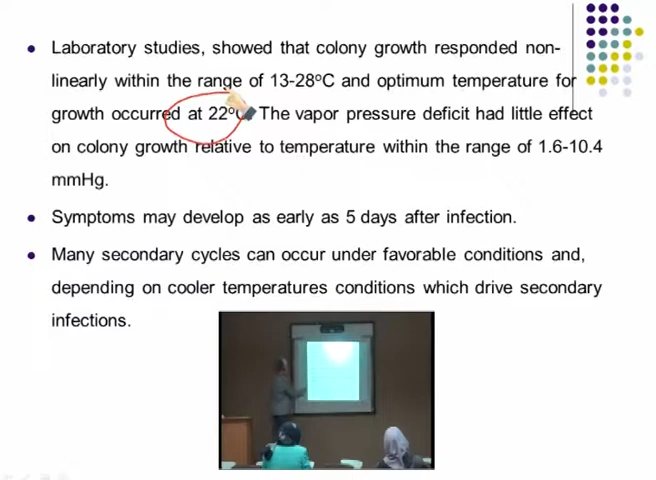 Laboratory studies, showed that colony growth responded non-
linearly within the range of 13-28ºC and optimum temperature for
growth occurred at 22º The vapor pressure deficit had little effect
on colony growth relative to temperature within the range of 1.6-10.4
mmHg.
Symptoms may develop as early as 5 days after infection.
Many secondary cycles can occur under favorable conditions and,
depending on cooler temperatures conditions which drive secondary
infections.